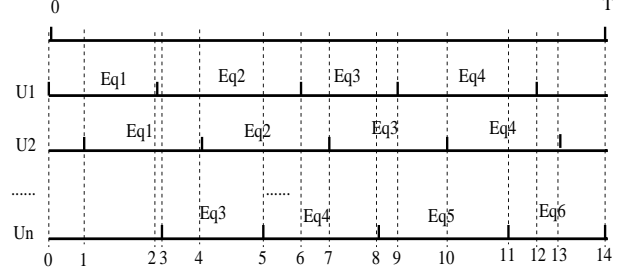 0 T
Eq1 Eq2 Eq3 Eq4
U1
Eq1 Eq2 Eq3 Eq4
U2
...... ......
Eq3 Eq4 Eq5 Eq6
Un
0 1 2 3 4 5 6 7 8 9 10 11 12 13 14